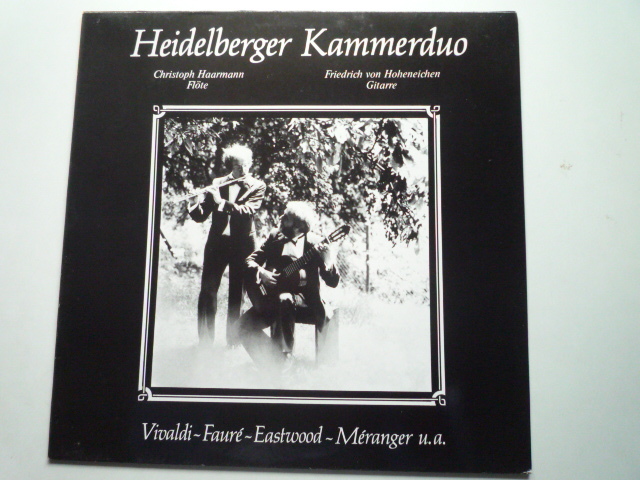 Heidelberger Kammerduo
Christoph Haarmann
Flöte
Friedrich von Hoheneichen
Gitarre
Vivaldi ~ Fauré ~ Eastwood ~ Méranger u.a.